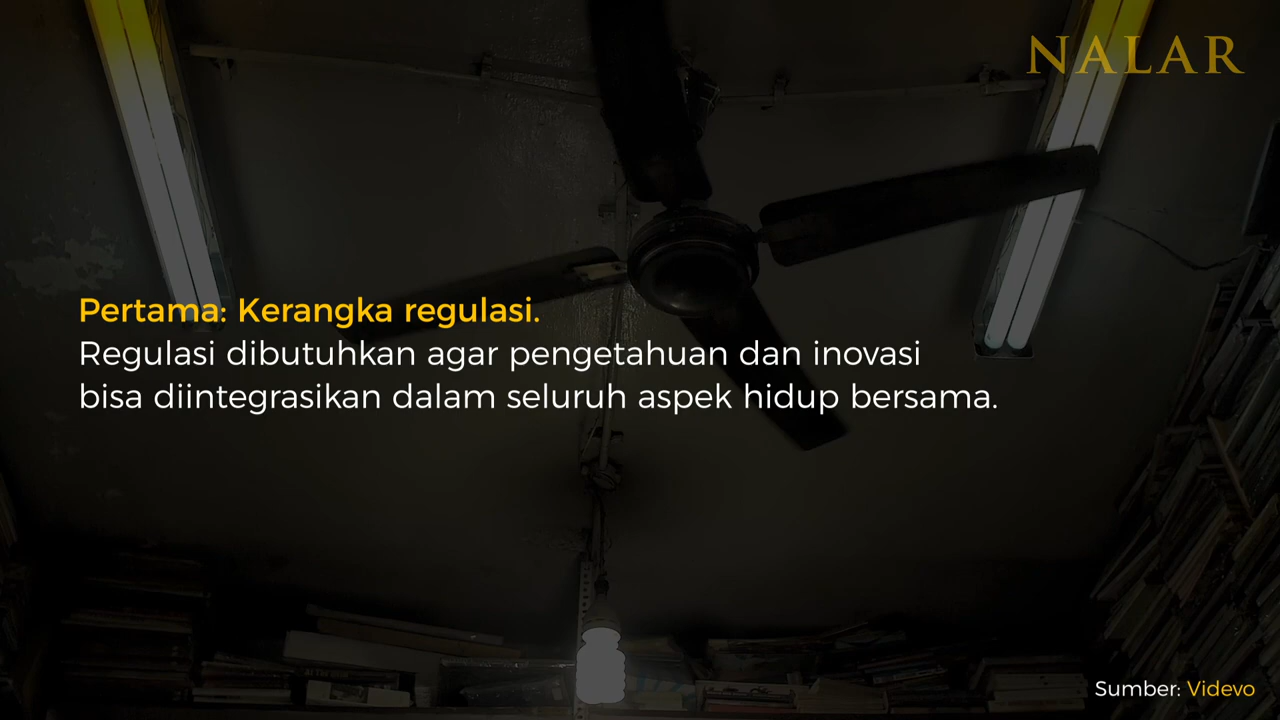 NALAR
Pertama: Kerangka regulasi.
Regulasi dibutuhkan agar pengetahuan dan inovasi
bisa diintegrasikan dalam seluruh aspek hidup bersama.
Sumber: Videvo